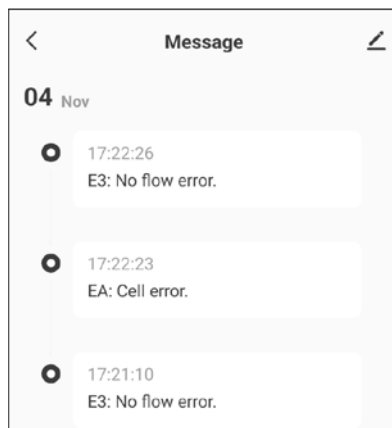 Message
04 Nov
17:22:26
E3: No flow error.
17:22:23
EA: Cell error.
17:21:10
E3: No flow error.